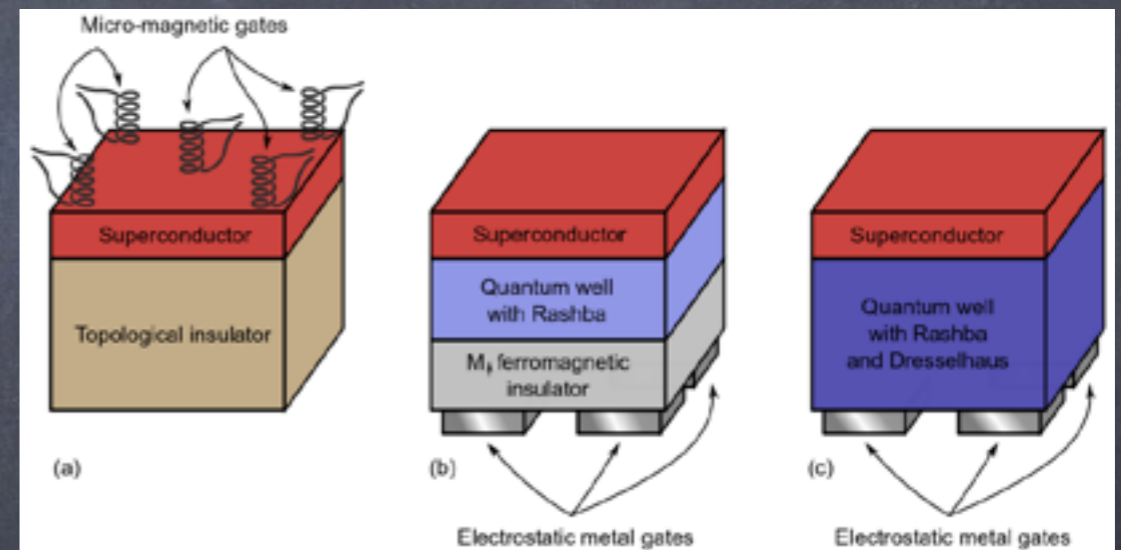 Micro-magnetic gates
Superconductor
Topological insulator
(a)
Superconductor
Quantum well
with Rashba
M ferromagnetic
insulator
(b)
Electrostatic metal gates
Superconductor
Quantum well
with Rashba
and Dresselhaus
(c)
Electrostatic metal gates